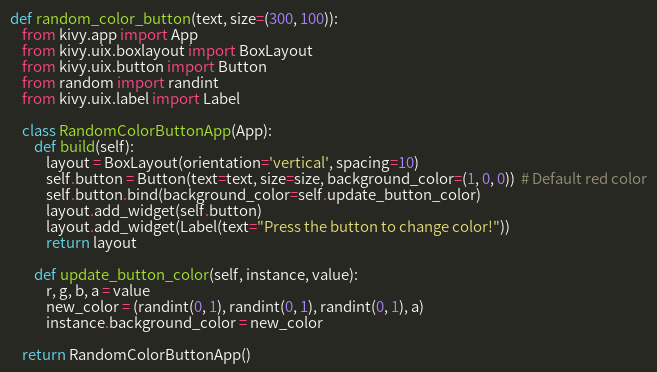 def random_color_button(text, size=(300, 100)):
    from kivy.app import App
    from kivy.uix.boxlayout import BoxLayout
    from kivy.uix.button import Button
    from random import randint
    from kivy.uix.label import Label

    class RandomColorButtonApp(App):
        def build(self):
            layout = BoxLayout(orientation='vertical', spacing=10)
            self.button = Button(text=text, size=size, background_color=(1, 0, 0))  # Default red color
            self.button.bind(background_color=self.update_button_color)
            layout.add_widget(self.button)
            layout.add_widget(Label(text="Press the button to change color!"))
            return layout

        def update_button_color(self, instance, value):
            r, g, b, a = value
            new_color = (randint(0, 1), randint(0, 1), randint(0, 1), a)
            instance.background_color = new_color

    return RandomColorButtonApp()